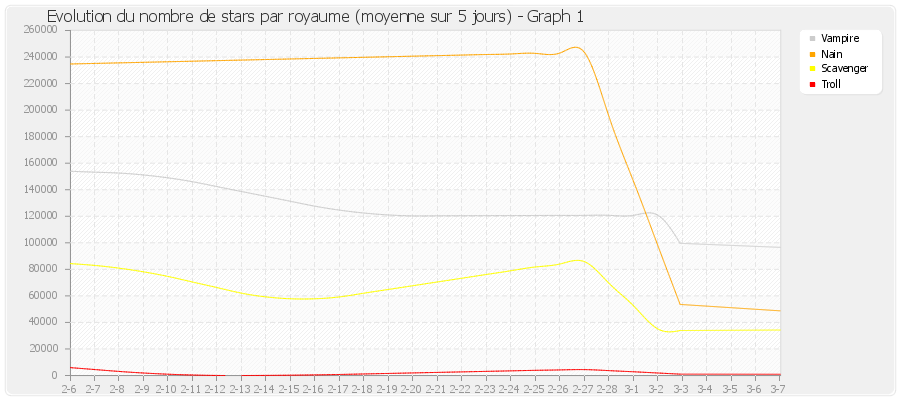 Evolution du nombre de stars par royaume (moyenne sur 5 jours) - Graph 1
260000
240000
220000
200000
180000
160000
140000
120000
100000
80000
60000
40000
20000
0
2-6 2-7 2-8 2-9 2-10 2-11 2-12 2-13 2-14 2-15 2-16 2-17 2-18 2-19 2-20 2-21 2-22 2-23 2-24 2-25 2-26 2-27 2-28 3-1 3-2 3-3 3-4 3-5 3-6 3-7
Vampire
Nain
Scavenger
Troll